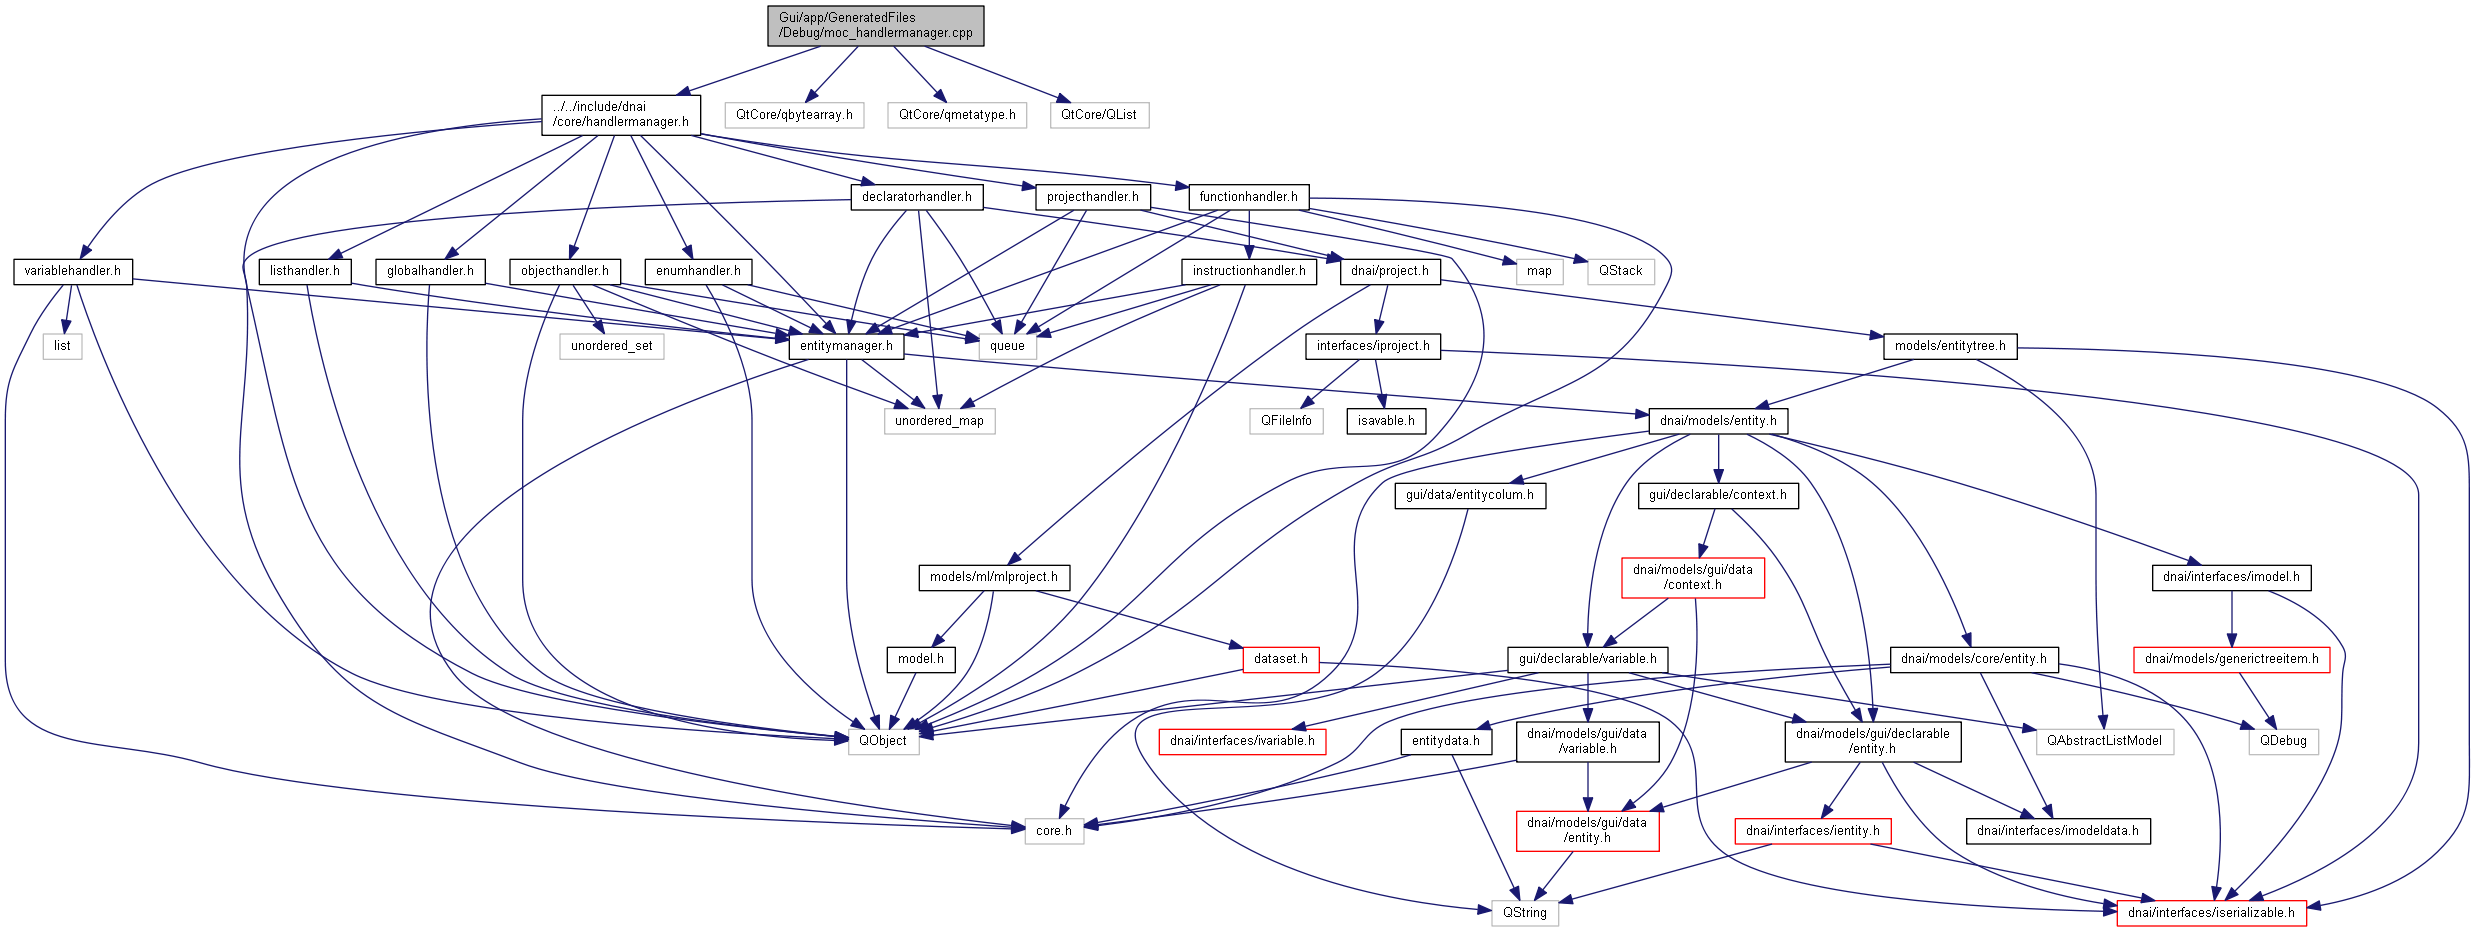 Gui/app/GeneratedFiles
/Debug/moc_handlermanager.cpp
../../include/dnai
/core/handlermanager.h
QtCore/qbytearray.h
QtCore/qmetatype.h
QtCore/QList
declaratorhandler.h
projecthandler.h
functionhandler.h
variablehandler.h
listhandler.h
globalhandler.h
objecthandler.h
enumhandler.h
instructionhandler.h
dnai/project.h
map
QStack
list
unordered_set
entitymanager.h
queue
interfaces/iproject.h
models/entitytree.h
unordered_map
QFileInfo
isavable.h
dnai/models/entity.h
gui/data/entitycolum.h
gui/declarable/context.h
models/ml/mlproject.h
dnai/models/gui/data
/context.h
dnai/interfaces/imodel.h
model.h
dataset.h
gui/declarable/variable.h
dnai/models/core/entity.h
dnai/models/generictreeitem.h
QObject
dnai/interfaces/ivariable.h
entitydata.h
dnai/models/gui/data
/variable.h
dnai/models/gui/declarable
/entity.h
QAbstractListModel
QDebug
core.h
dnai/models/gui/data
/entity.h
dnai/interfaces/ientity.h
dnai/interfaces/imodeldata.h
QString
dnai/interfaces/iserializable.h